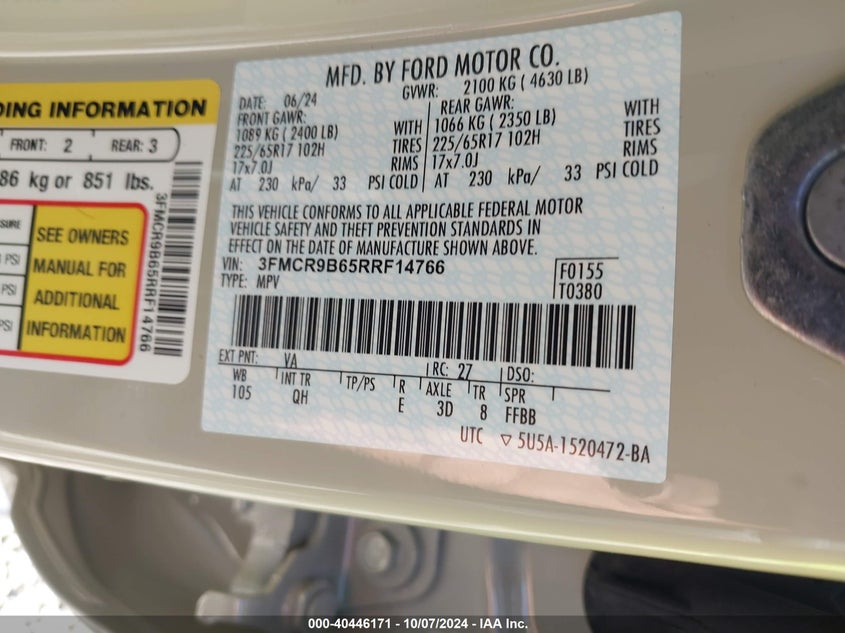 DING INFORMATION
FRONT: 2 REAR: 3
86 kg or 851 lbs.
SURE
PSI
PSI
PSI
SEE OWNERS
MANUAL FOR
ADDITIONAL
INFORMATION
3FMCR9B65RRF14766
MFD. BY FORD MOTOR CO.
DATE: 06/24 GVWR: 2100 KG ( 4630 LB)
FRONT GAWR: REAR GAWR:
1089 KG ( 2400 LB) WITH 1066 KG ( 2350 LB) WITH
225/65R17 102H TIRES 225/65R17 102H TIRES
17x7.0J RIMS 17x7.0J RIMS
AT 230 kPa/ 33 PSI COLD AT 230 kPa/ 33 PSI COLD
THIS VEHICLE CONFORMS TO ALL APPLICABLE FEDERAL MOTOR
VEHICLE SAFETY AND THEFT PREVENTION STANDARDS IN
EFFECT ON THE DATE OF MANUFACTURE SHOWN ABOVE.
VIN: 3FMCR9B65RRF14766 F0155
TYPE: MPV T0380
EXT PNT: VA RC: 27 DSO:
WB INT TR TP/PS R AXLE TR SPR
105 QH E 3D 8 FFBB
UTC ▽ 5U5A-1520472-BA
000-40446171 - 10/07/2024 - IAA Inc.